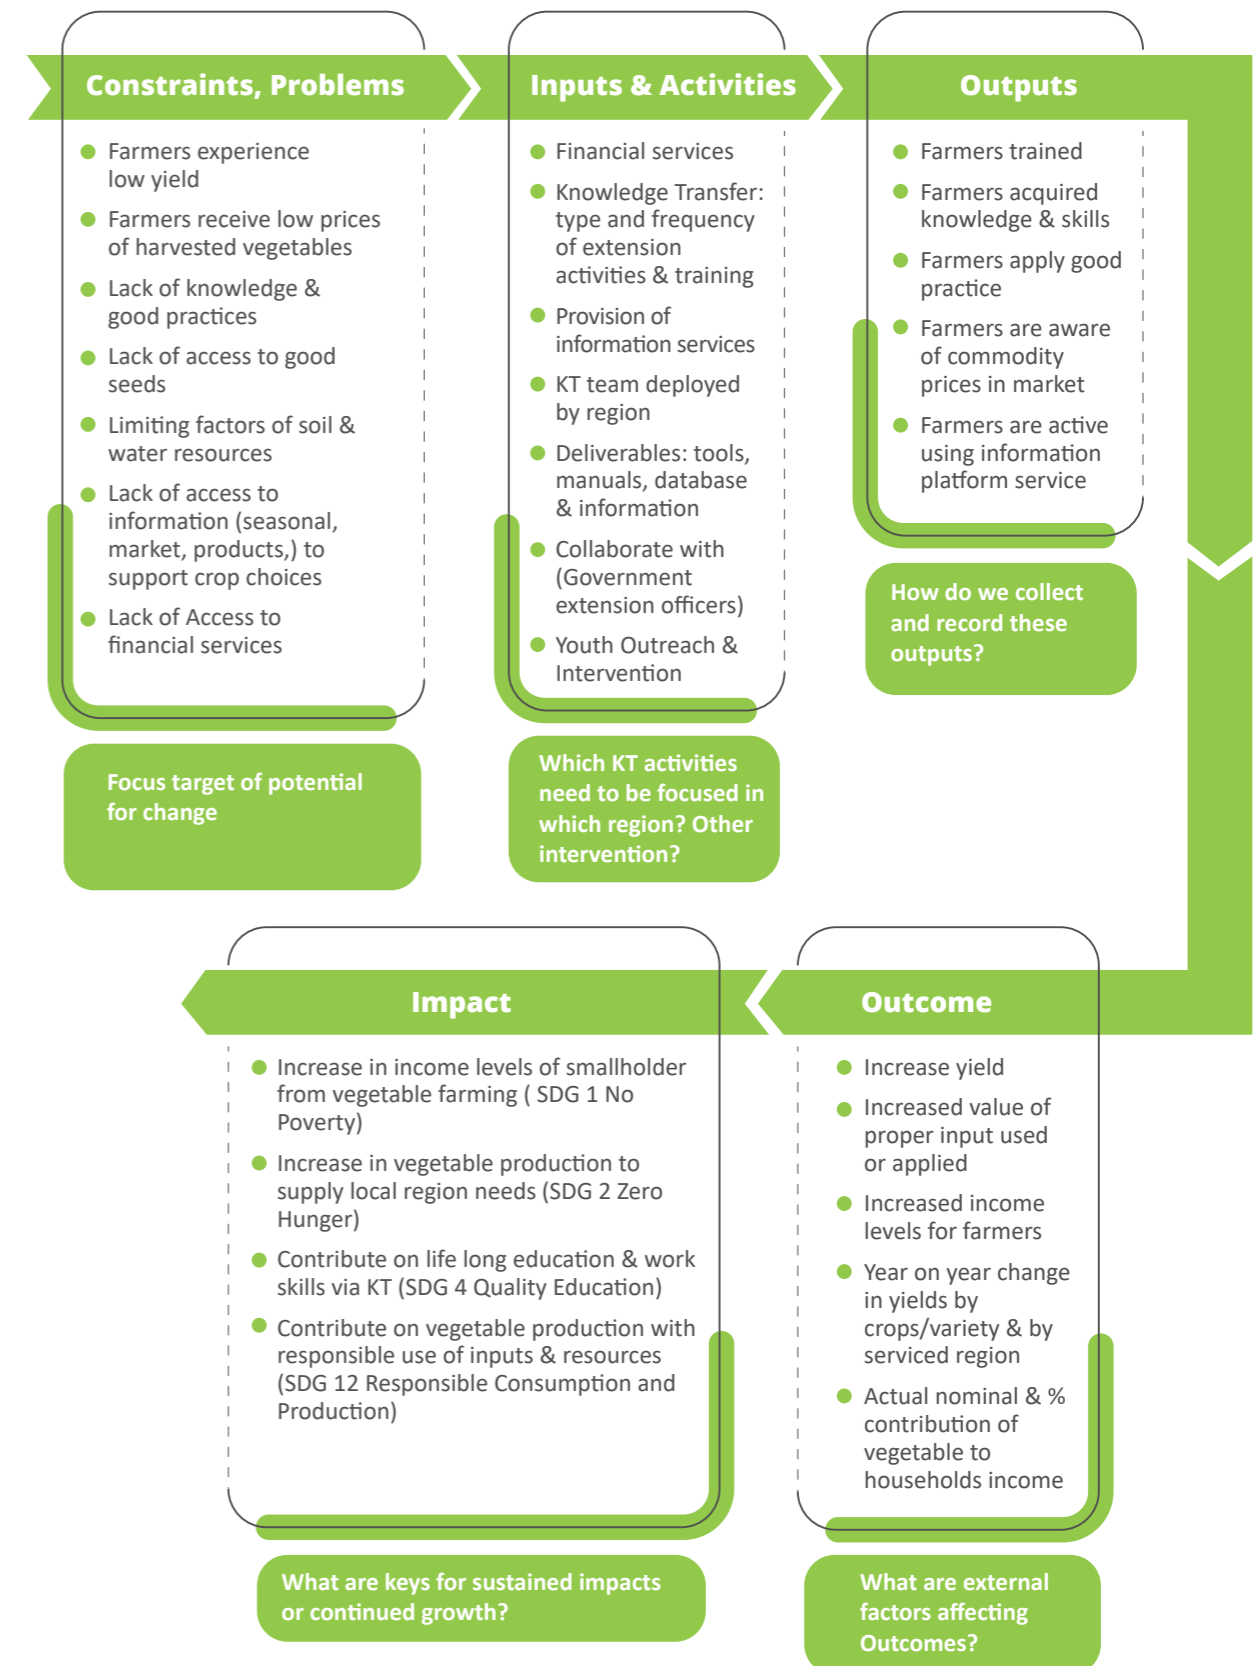 Constraints, Problems
Farmers experience
low yield
Farmers receive low prices
of harvested vegetables
Lack of knowledge &
good practices
Lack of access to good
seeds
Limiting factors of soil &
water resources
Lack of access to
information (seasonal,
market, products,) to
support crop choices
Lack of Access to
financial services
Focus target of potential
for change
Inputs & Activities
Financial services
Knowledge Transfer:
type and frequency
of extension
activities & training
Provision of
information services
KT team deployed
by region
Deliverables: tools,
manuals, database
& information
Collaborate with
(Government
extension officers)
Youth Outreach &
Intervention
Which KT activities
need to be focused in
which region? Other
intervention?
Outputs
Farmers trained
Farmers acquired
knowledge & skills
Farmers apply good
practice
Farmers are aware
of commodity
prices in market
Farmers are active
using information
platform service
How do we collect
and record these
outputs?
Outcome
Increase yield
Increased value of
proper input used
or applied
Increased income
levels for farmers
Year on year change
in yields by
crops/variety & by
serviced region
Actual nominal & %
contribution of
vegetable to
households income
What are external
factors affecting
Outcomes?
Impact
Increase in income levels of smallholder
from vegetable farming ( SDG 1 No
Poverty)
Increase in vegetable production to
supply local region needs (SDG 2 Zero
Hunger)
Contribute on life long education & work
skills via KT (SDG 4 Quality Education)
Contribute on vegetable production with
responsible use of inputs & resources
(SDG 12 Responsible Consumption and
Production)
What are keys for sustained impacts
or continued growth?